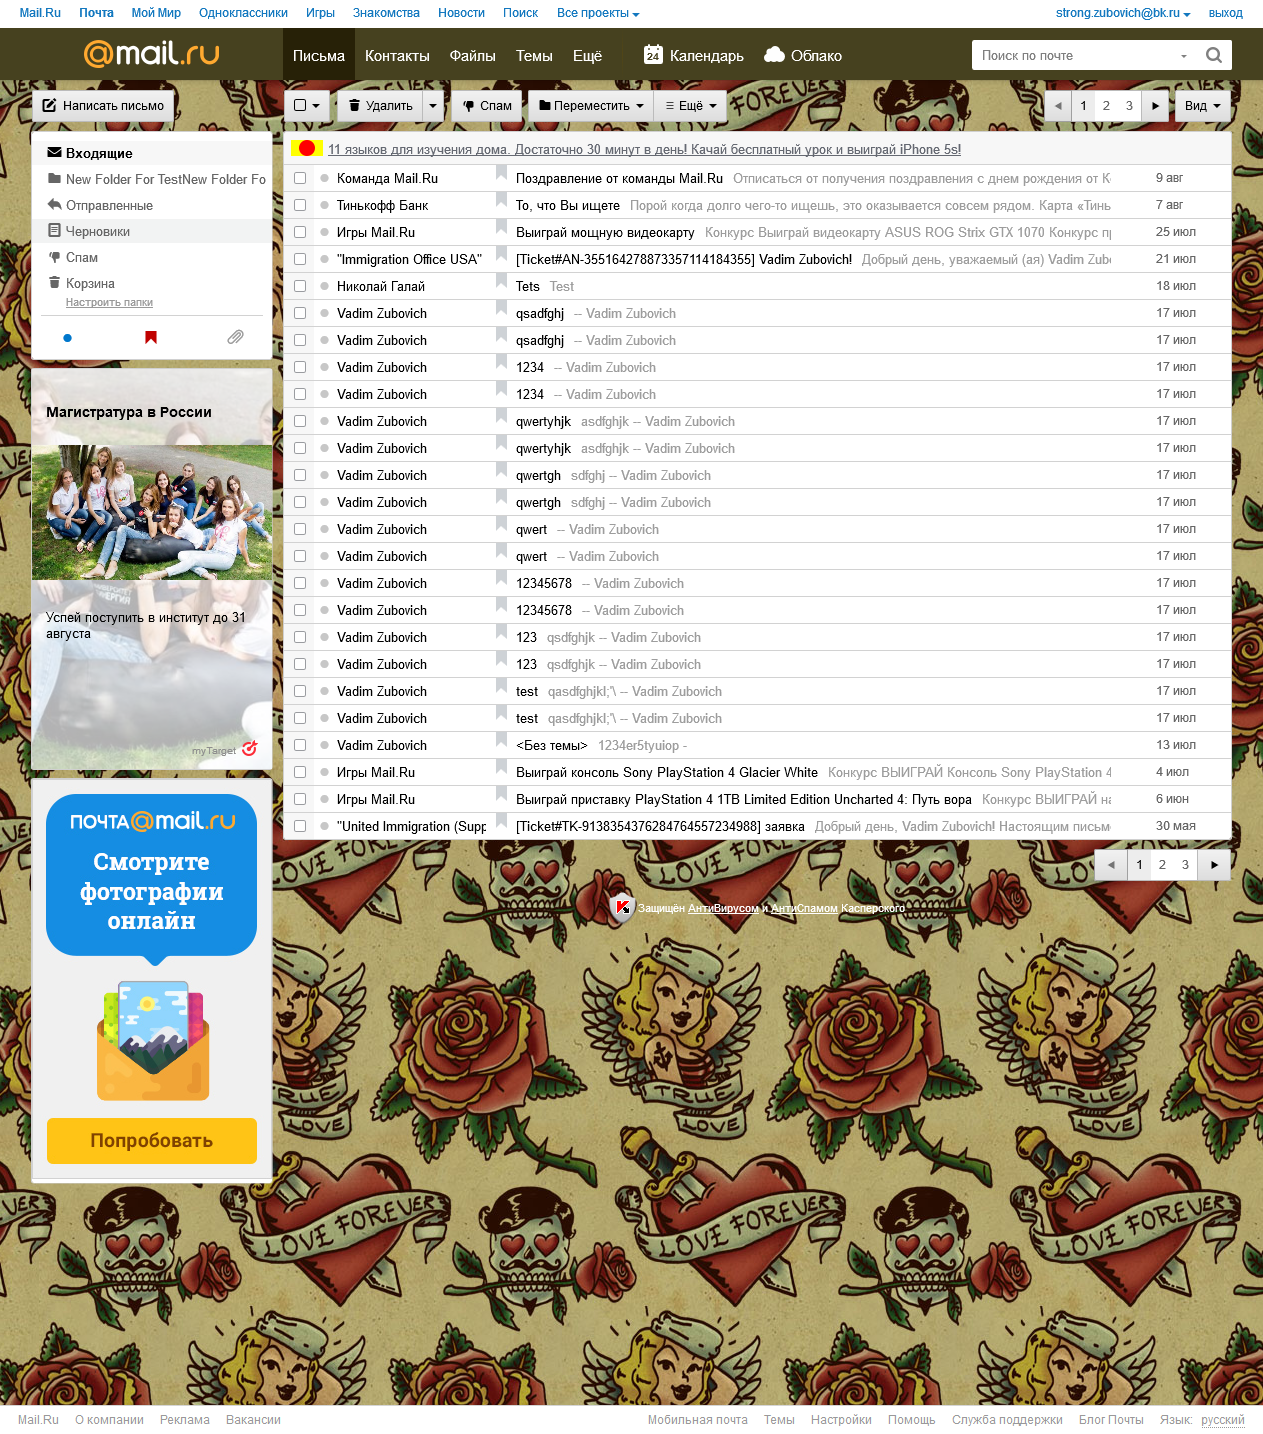 Mail.Ru Почта Мой Мир Одноклассники Игры Знакомства Новости Поиск Все проекты strong.zubovich@bk.ru выход
@mail.ru Письма Контакты Файлы Темы Ещё 24 Календарь Облако Поиск по почте
Написать письмо Удалить Спам Переместить Ещё 1 2 3 Вид
Входящие
New Folder For TestNew Folder Fo
Отправленные
Черновики
Спам
Корзина
Настроить папки
Магистратура в России
Успей поступить в институт до 31
августа
myTarget
ПОЧТА@mail.ru
Смотрите
фотографии
онлайн
Попробовать
11 языков для изучения дома. Достаточно 30 минут в день! Качай бесплатный урок и выиграй iPhone 5s!
Команда Mail.Ru Поздравление от команды Mail.Ru Отписаться от получения поздравления с днем рождения от К 9 авг
Тинькофф Банк То, что Вы ищете Порой когда долго чего-то ищешь, это оказывается совсем рядом. Карта «Тинь 7 авг
Игры Mail.Ru Выиграй мощную видеокарту Конкурс Выиграй видеокарту ASUS ROG Strix GTX 1070 Конкурс пр 25 июл
"Immigration Office USA" [Ticket#AN-355164278873357114184355] Vadim Zubovich! Добрый день, уважаемый (ая) Vadim Zubo 21 июл
Николай Галай Tets Test 18 июл
Vadim Zubovich qsadfghj -- Vadim Zubovich 17 июл
Vadim Zubovich qsadfghj -- Vadim Zubovich 17 июл
Vadim Zubovich 1234 -- Vadim Zubovich 17 июл
Vadim Zubovich 1234 -- Vadim Zubovich 17 июл
Vadim Zubovich qwertyhjk asdfghjk -- Vadim Zubovich 17 июл
Vadim Zubovich qwertyhjk asdfghjk -- Vadim Zubovich 17 июл
Vadim Zubovich qwertgh sdfghj -- Vadim Zubovich 17 июл
Vadim Zubovich qwertgh sdfghj -- Vadim Zubovich 17 июл
Vadim Zubovich qwert -- Vadim Zubovich 17 июл
Vadim Zubovich qwert -- Vadim Zubovich 17 июл
Vadim Zubovich 12345678 -- Vadim Zubovich 17 июл
Vadim Zubovich 12345678 -- Vadim Zubovich 17 июл
Vadim Zubovich 123 qsdfghjk -- Vadim Zubovich 17 июл
Vadim Zubovich 123 qsdfghjk -- Vadim Zubovich 17 июл
Vadim Zubovich test qasdfghjkl;'\ -- Vadim Zubovich 17 июл
Vadim Zubovich test qasdfghjkl;'\ -- Vadim Zubovich 17 июл
Vadim Zubovich <Без темы> 1234er5tyuiop - 13 июл
Игры Mail.Ru Выиграй консоль Sony PlayStation 4 Glacier White Конкурс ВЫИГРАЙ Консоль Sony PlayStation 4 4 июл
Игры Mail.Ru Выиграй приставку PlayStation 4 1TB Limited Edition Uncharted 4: Путь вора Конкурс ВЫИГРАЙ на 6 июн
"United Immigration (Supp [Ticket#TK-9138354376284764557234988] заявка Добрый день, Vadim Zubovich! Настоящим письм 30 мая
1 2 3
Защищён АнтиВирусом и АнтиСпамом Касперского
LOVE FOREVER
LOVE FOREVER
LOVE FOREVER
Mail.Ru О компании Реклама Вакансии Мобильная почта Темы Настройки Помощь Служба поддержки Блог Почты Язык: русский